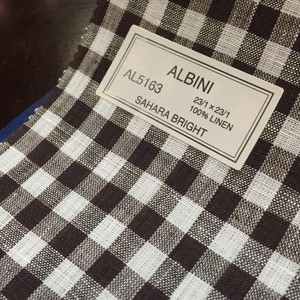 ALBINI
AL5163
23/1 × 23/1
100% LINEN
SAHARA BRIGHT